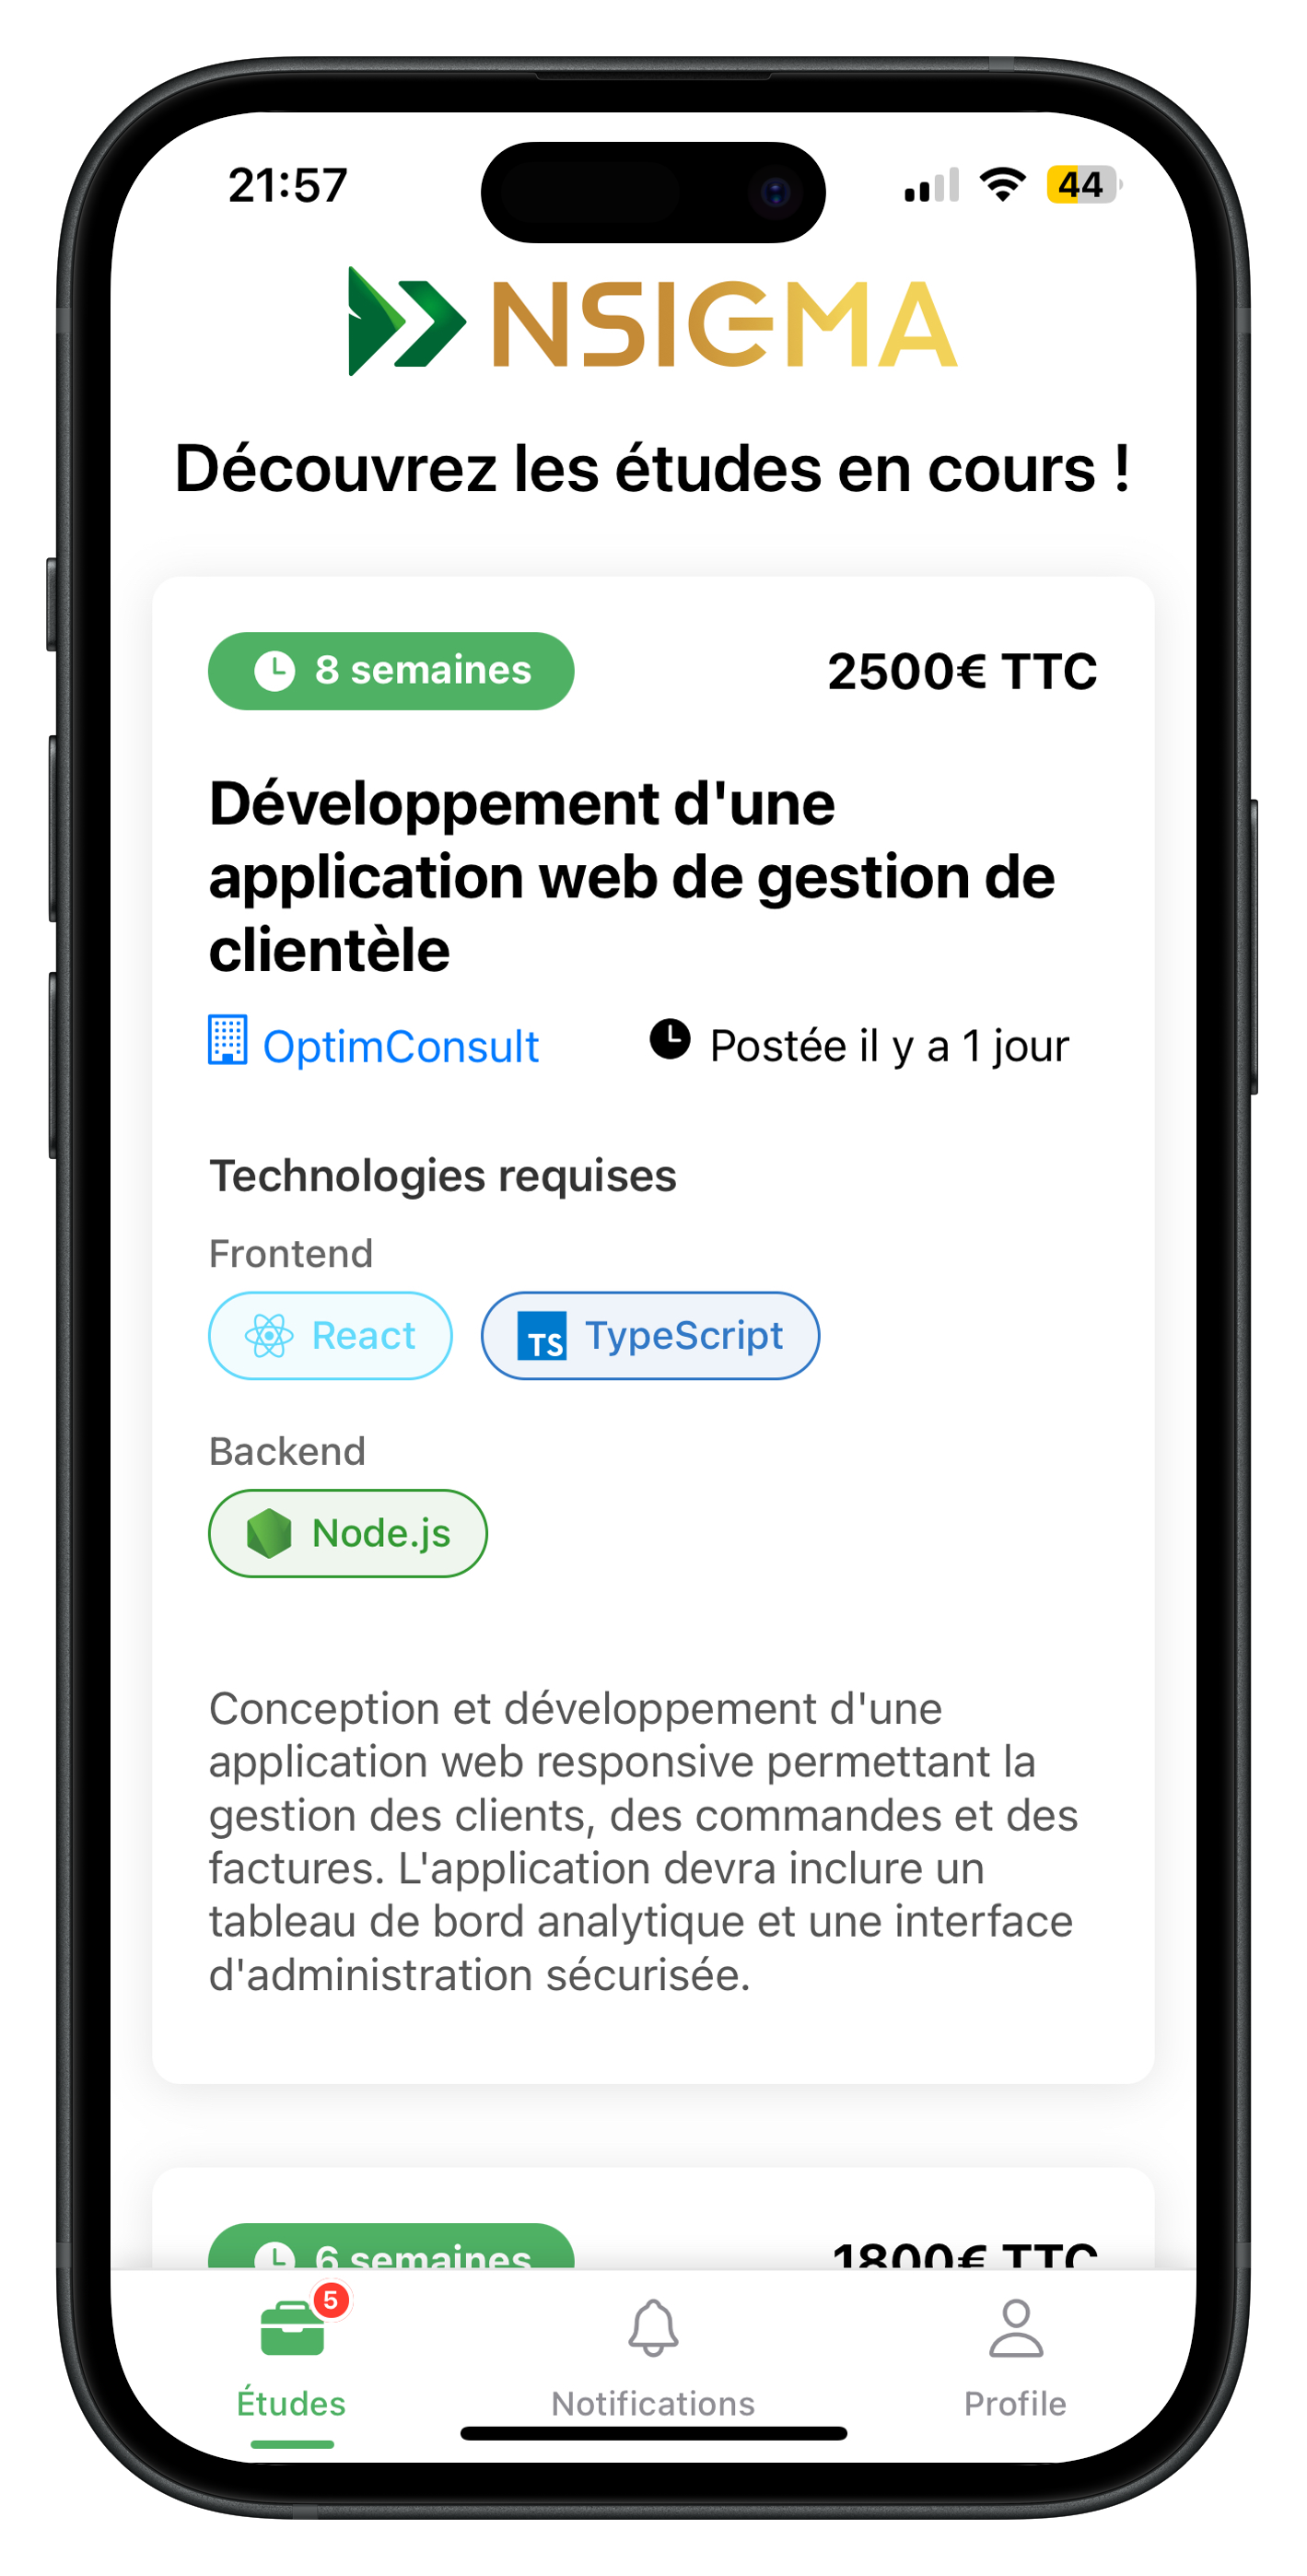 21:57
44
NSIGMA
Découvrez les études en cours !
8 semaines
2500€ TTC
Développement d'une
application web de gestion de
clientèle
OptimConsult
Postée il y a 1 jour
Technologies requises
Frontend
React
TS TypeScript
Backend
Node.js
Conception et développement d'une
application web responsive permettant la
gestion des clients, des commandes et des
factures. L'application devra inclure un
tableau de bord analytique et une interface
d'administration sécurisée.
6 semaines
1800€ TTC
5
Études
Notifications
Profile